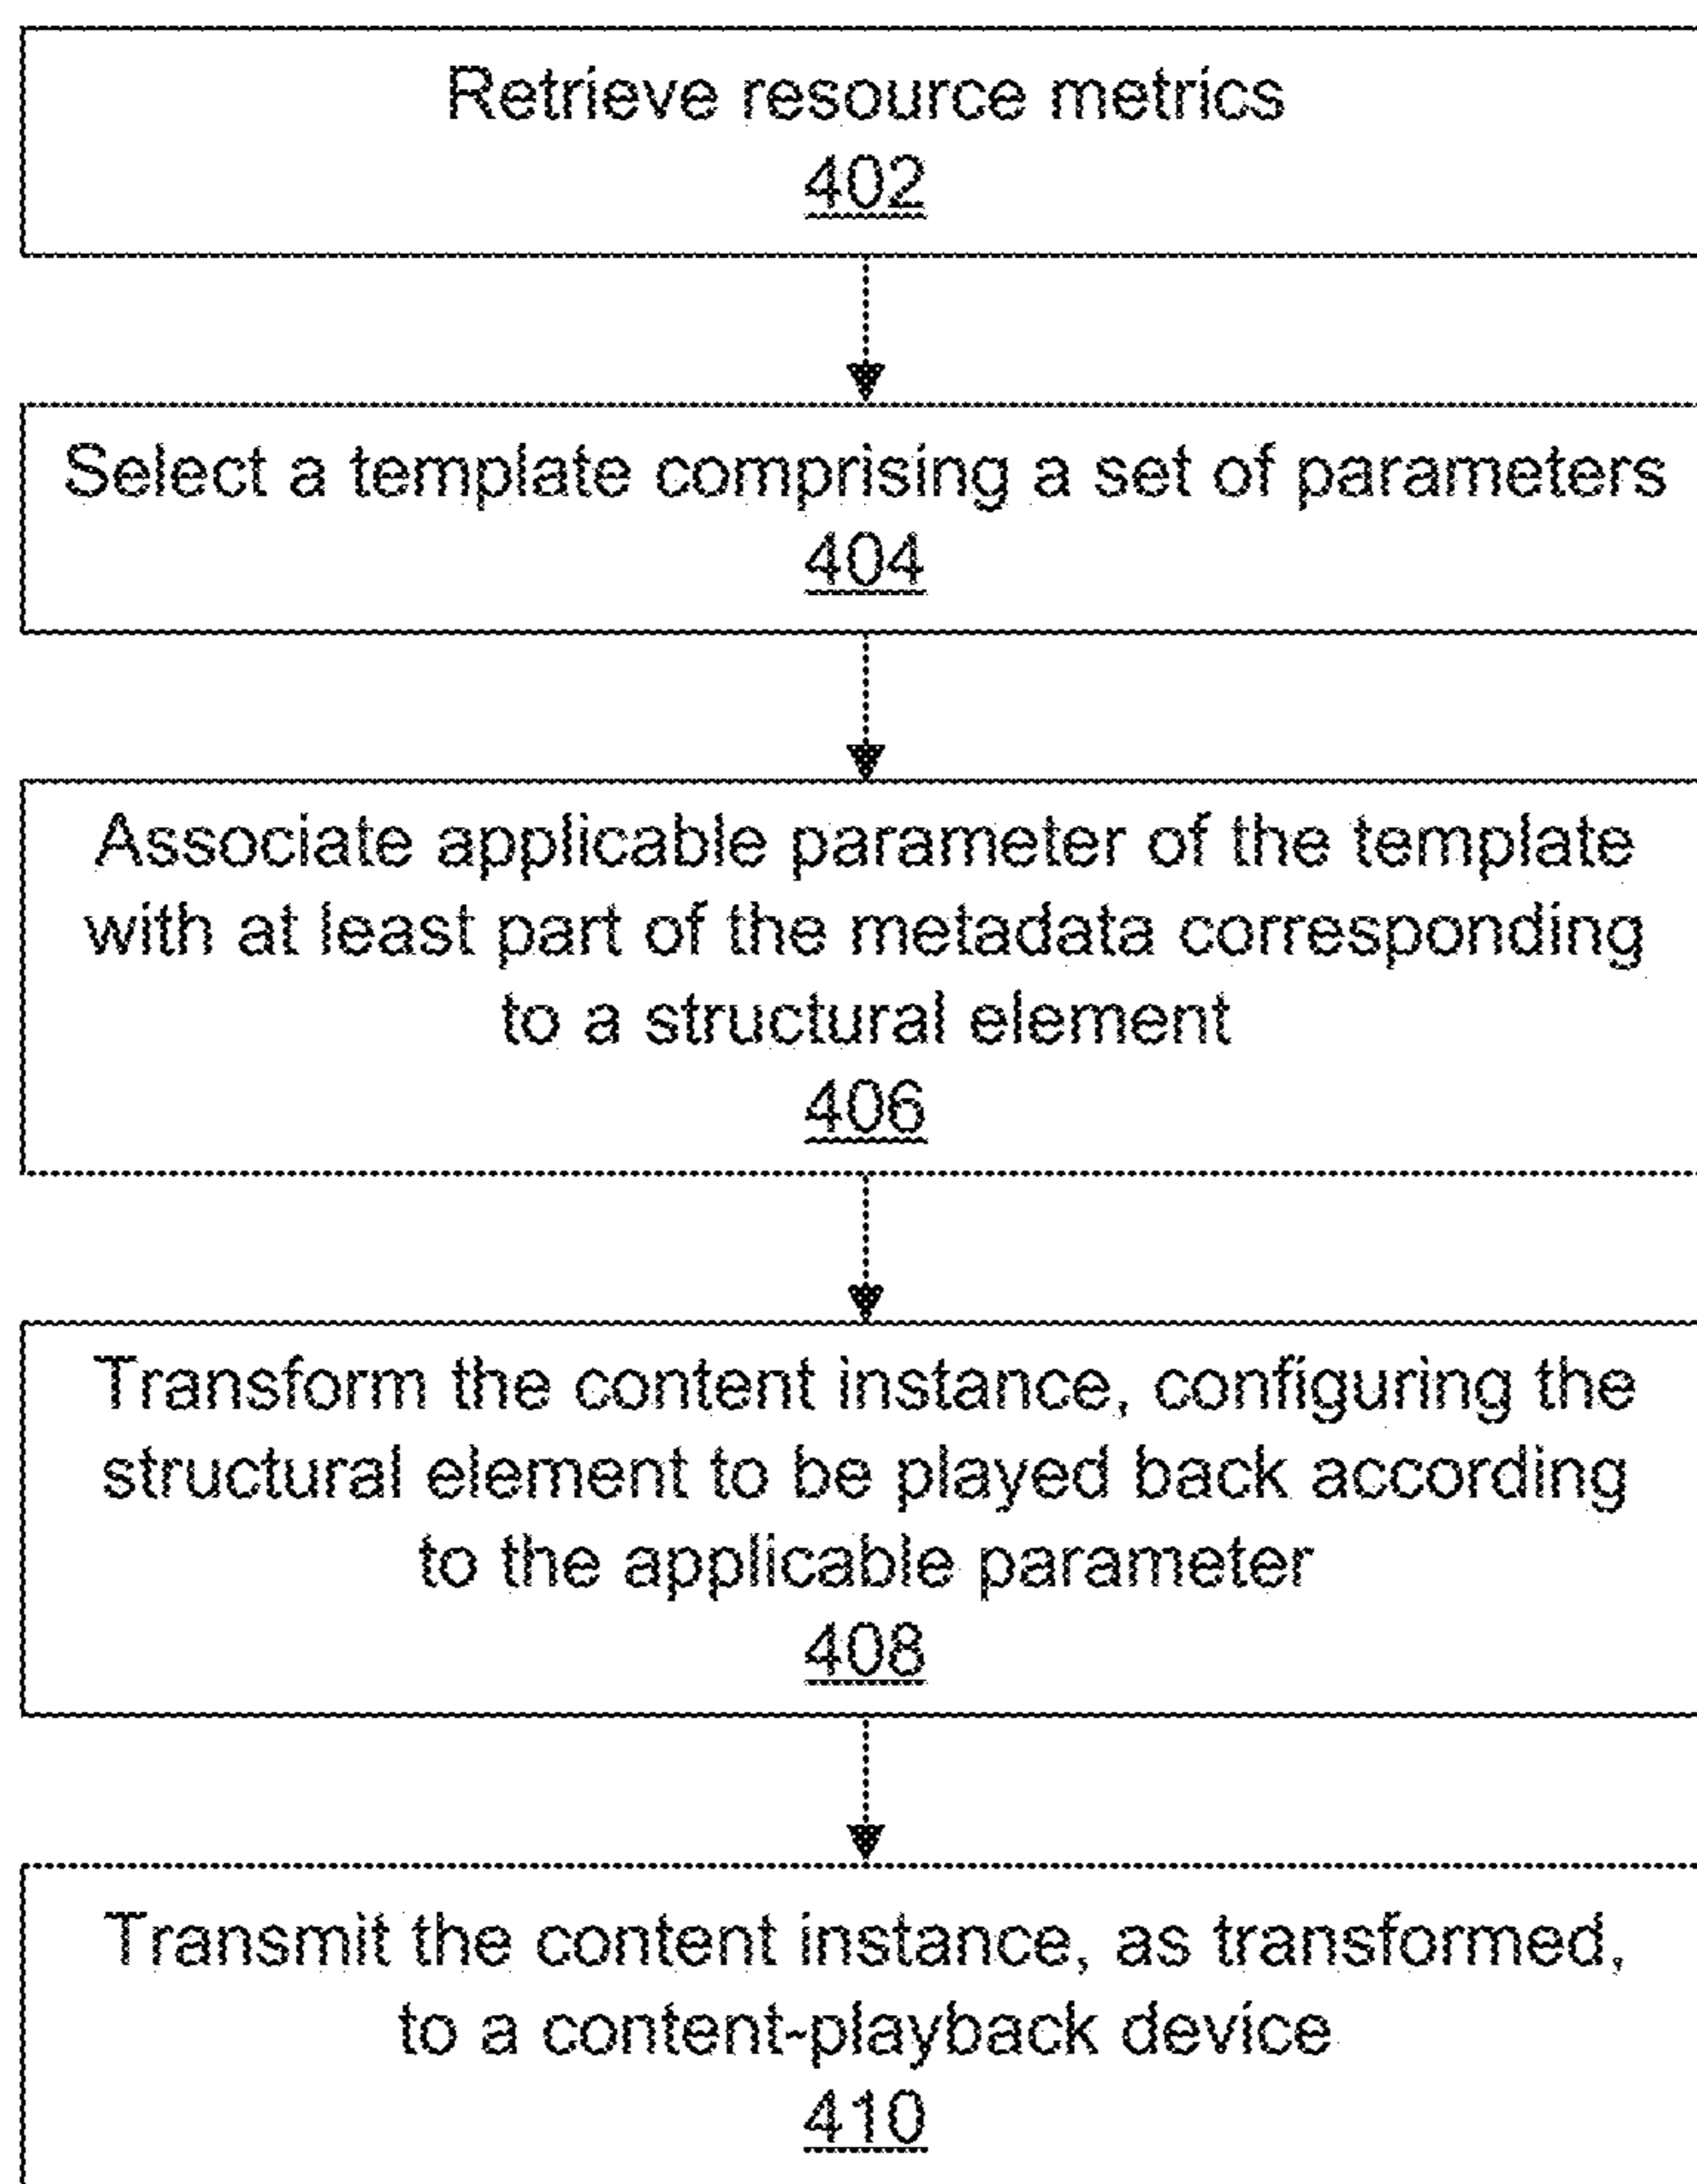 Retrieve resource metrics
402
Select a template comprising a set of parameters
404
Associate applicable parameter of the template
with at least part of the metadata corresponding
to a structural element
406
Transform the content instance, configuring the
structural element to be played back according
to the applicable parameter
408
Transmit the content instance, as transformed,
to a content-playback device
410